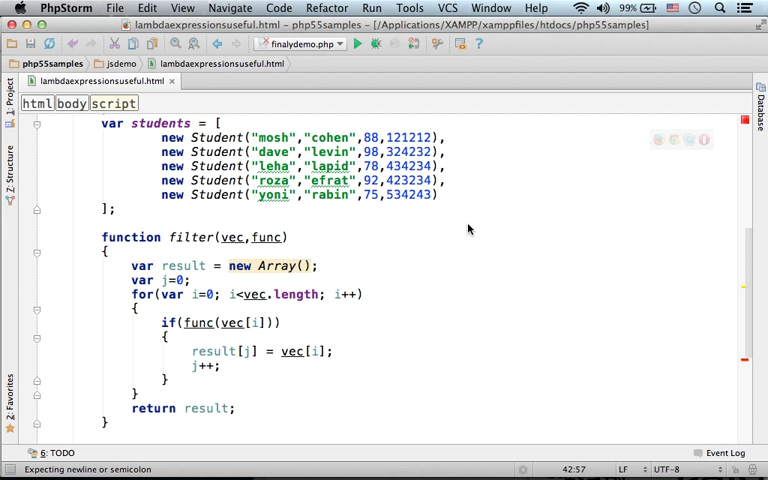 PhpStorm File Edit View Navigate Code Refactor Run Tools VCS Window Help 99%
lambdaexpressionsuseful.html - php55samples - [/Applications/XAMPP/xamppfiles/htdocs/php55samples]
finalydemo.php
php55samples jsdemo lambdaexpressionsuseful.html
lambdaexpressionsuseful.html
html body script
1: Project
Z: Structure
2: Favorites
Database
var students = [
new Student("mosh","cohen",88,121212),
new Student("dave","levin",98,324232),
new Student("leha","lapid",78,434234),
new Student("roza","efrat",92,423234),
new Student("yoni","rabin",75,534243)
];
function filter(vec,func)
{
var result = new Array();
var j=0;
for(var i=0; i<vec.length; i++)
{
if(func(vec[i]))
{
result[j] = vec[i];
j++;
}
}
return result;
}
6: TODO Event Log
Expecting newline or semicolon 42:57 LF UTF-8